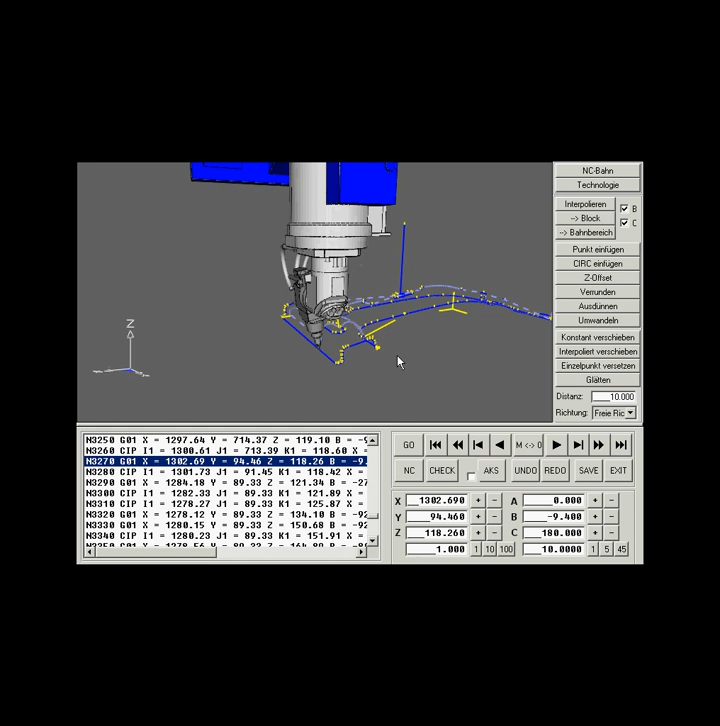 NC-Bahn
Technologie
Interpolieren
B
--> Block
C
--> Bahnbereich
Punkt einfügen
CIRC einfügen
Z-Offset
Verrunden
Ausdünnen
Umwandeln
Konstant verschieben
Interpoliert verschieben
Einzelpunkt versetzen
Glätten
Distanz: 10.000
Richtung: Freie Ric
Z
N3250 G01 X = 1297.64 Y = 714.37 Z = 119.10 B = -9
N3260 CIP I1 = 1300.61 J1 = 713.39 K1 = 118.60 X =
N3270 G01 X = 1302.69 Y = 94.46 Z = 118.26 B = -9.
N3280 CIP I1 = 1301.73 J1 = 91.45 K1 = 118.42 X =
N3290 G01 X = 1284.18 Y = 89.33 Z = 121.34 B = -27
N3300 CIP I1 = 1282.33 J1 = 89.33 K1 = 121.89 X =
N3310 CIP I1 = 1278.27 J1 = 89.33 K1 = 125.87 X =
N3320 G01 X = 1278.12 Y = 89.33 Z = 134.10 B = -92
N3330 G01 X = 1280.15 Y = 89.33 Z = 150.68 B = -92
N3340 CIP I1 = 1280.23 J1 = 89.33 K1 = 151.91 X =
GO M <-> O
NC CHECK AKS UNDO REDO SAVE EXIT
X 1302.690 + - A 0.000 + -
Y 94.460 + - B -9.400 + -
Z 118.260 + - C 180.000 + -
1.000 1 10 100 10.0000 1 5 45